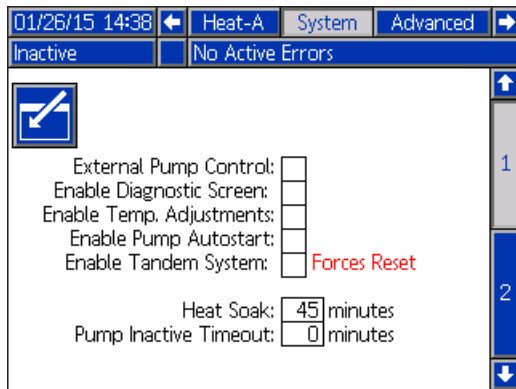 01/26/15 14:38 Heat-A System Advanced
Inactive No Active Errors
1
External Pump Control:
Enable Diagnostic Screen:
Enable Temp. Adjustments:
Enable Pump Autostart:
Enable Tandem System: Forces Reset
2
Heat Soak: 45 minutes
Pump Inactive Timeout: 0 minutes